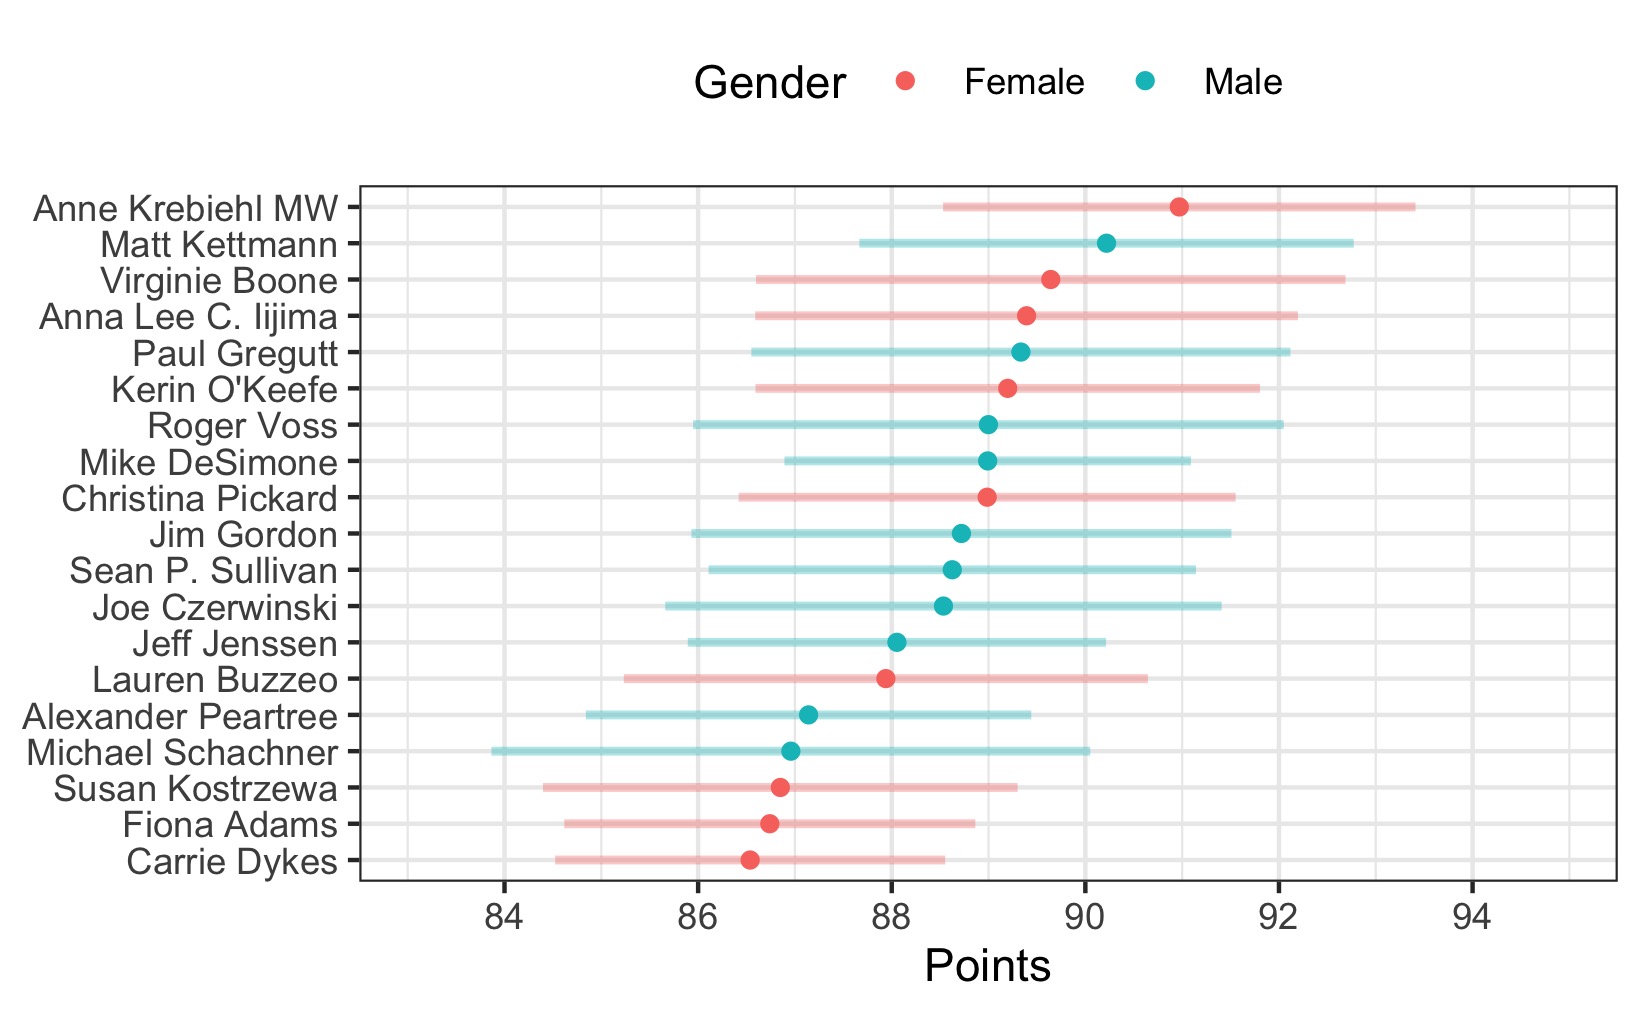 Gender Female Male
Anne Krebiehl MW
Matt Kettmann
Virginie Boone
Anna Lee C. Iijima
Paul Gregutt
Kerin O'Keefe
Roger Voss
Mike DeSimone
Christina Pickard
Jim Gordon
Sean P. Sullivan
Joe Czerwinski
Jeff Jenssen
Lauren Buzzeo
Alexander Peartree
Michael Schachner
Susan Kostrzewa
Fiona Adams
Carrie Dykes
84 86 88 90 92 94
Points